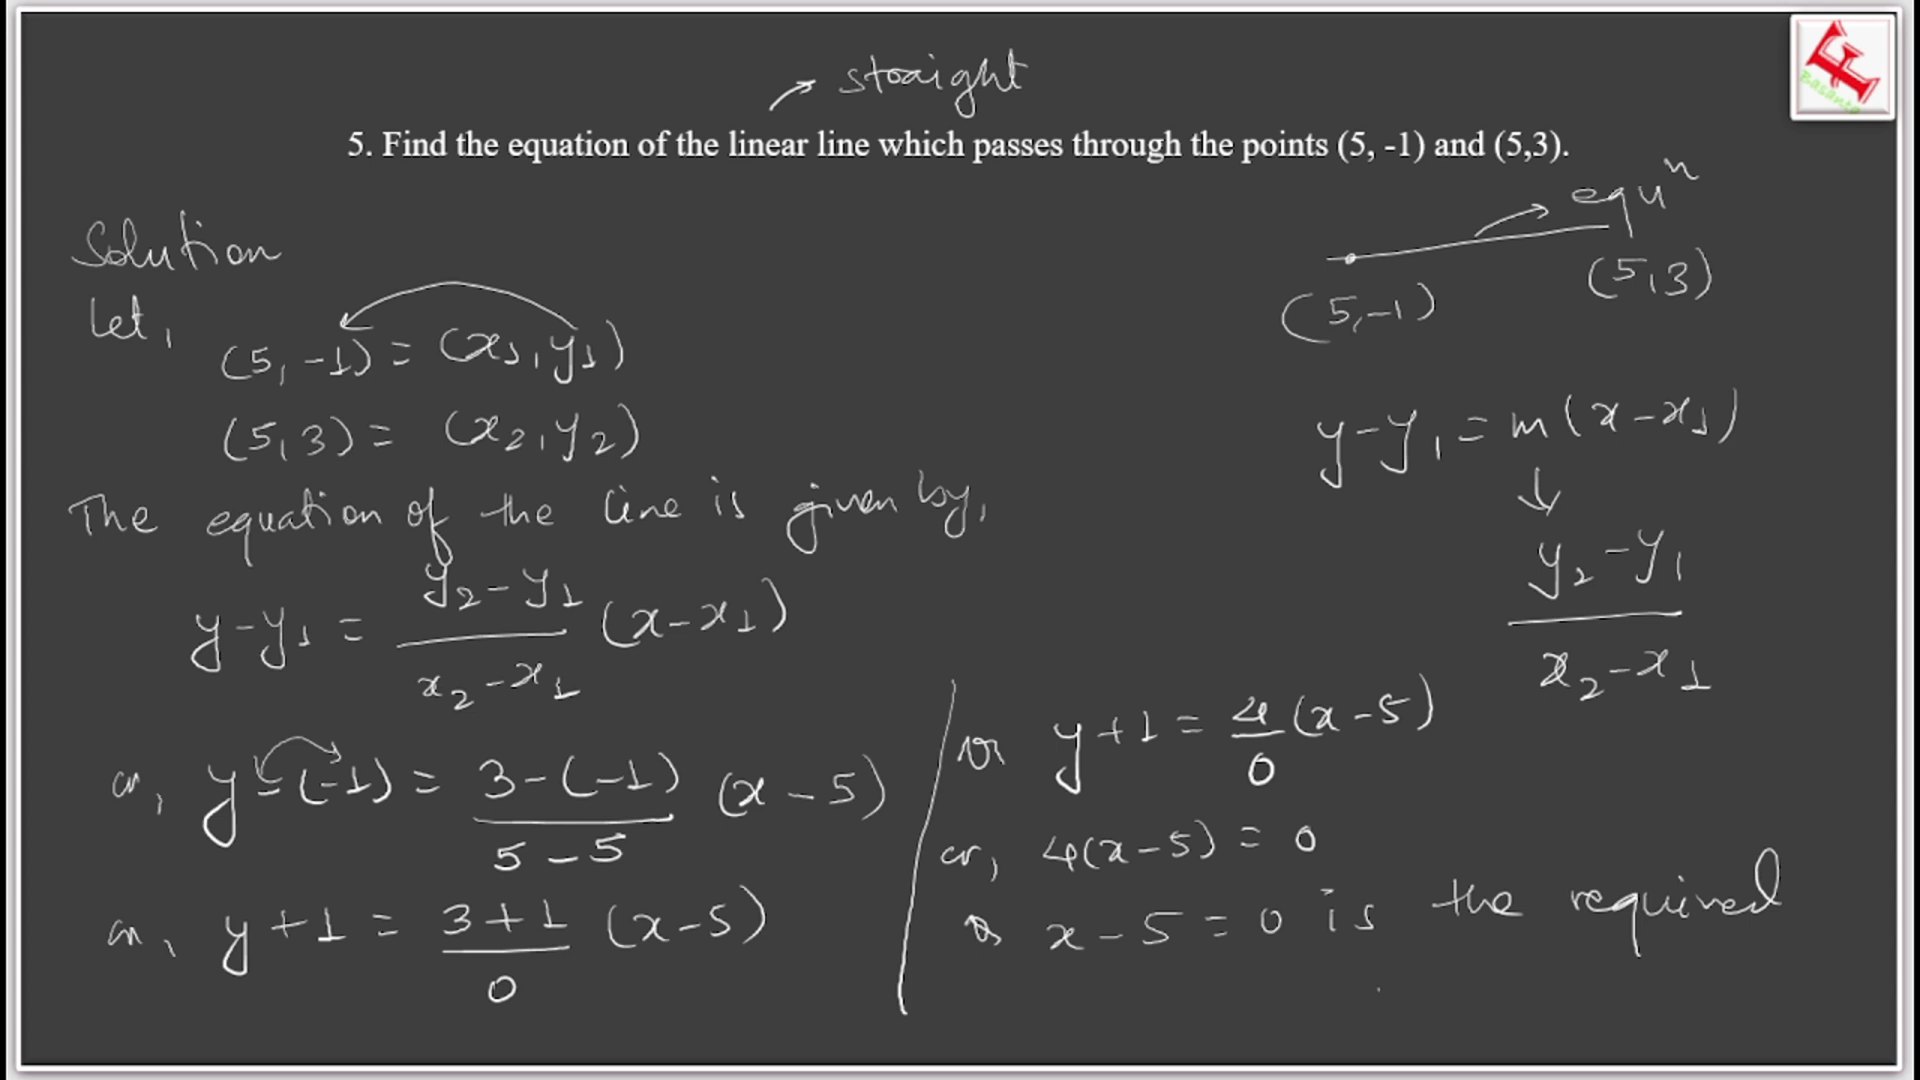 straight
5. Find the equation of the linear line which passes through the points (5, -1) and (5,3).
equⁿ
(5,-1) (5,3)
Solution
Let,
(5, -1) = (x₁, y₁)
(5,3) = (x₂, y₂)
The equation of the line is given by,
y-y₁ = y₂-y₁/x₂-x₁ (x-x₁)
or, y-(-1) = 3-(-1)/5-5 (x-5)
or, y+1 = 3+1/0 (x-5)
y-y₁ = m(x-x₁)
y₂-y₁/x₂-x₁
or y+1 = 4/0 (x-5)
or, 4(x-5) = 0
x-5 = 0 is the required
Basanta